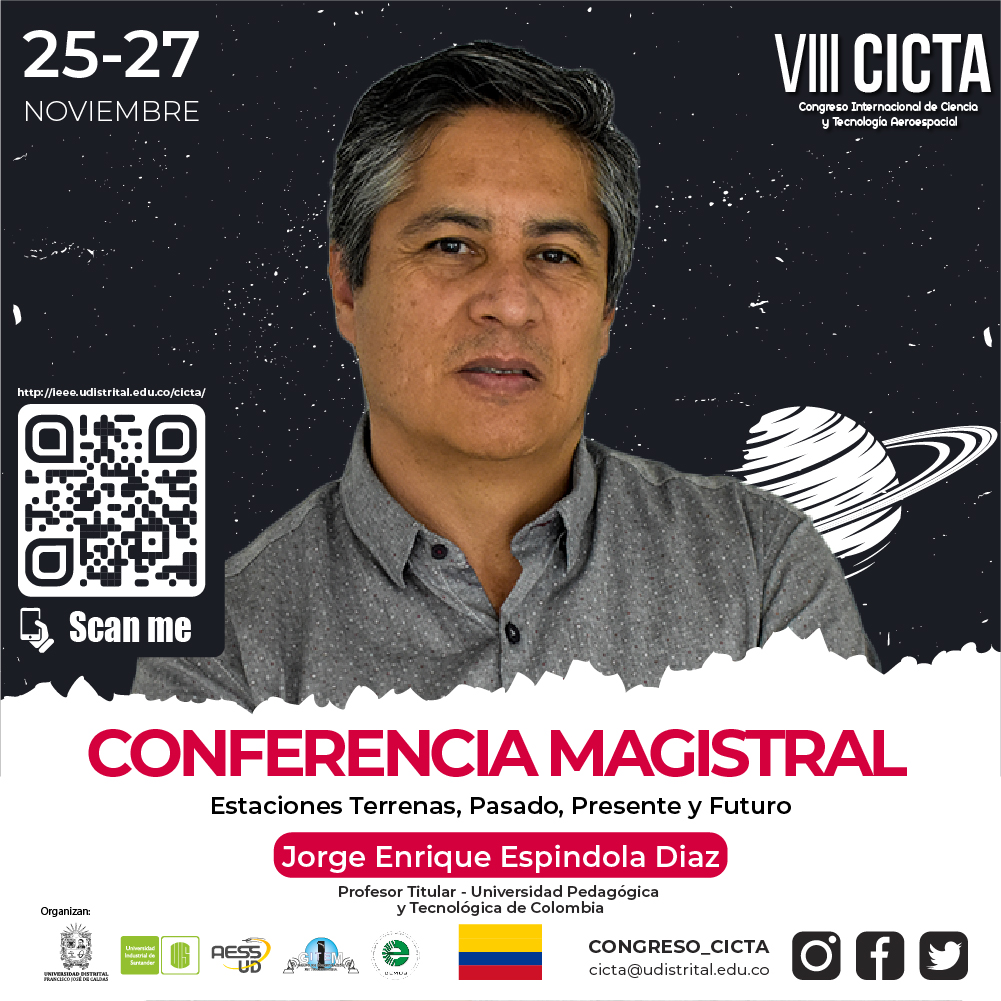 25-27
NOVIEMBRE
VIII CICTA
Congreso Internacional de Ciencia
y Tecnología Aeroespacial
http://ieee.udistrital.edu.co/cicta/
Scan me
CONFERENCIA MAGISTRAL
Estaciones Terrenas, Pasado, Presente y Futuro
Jorge Enrique Espindola Diaz
Profesor Titular - Universidad Pedagógica
y Tecnológica de Colombia
Organizan:
UNIVERSIDAD DISTRITAL
FRANCISCO JOSÉ DE CALDAS
Universidad
Industrial de
Santander
UIS
AESS
UD
CONGRESO_CICTA
cicta@udistrital.edu.co